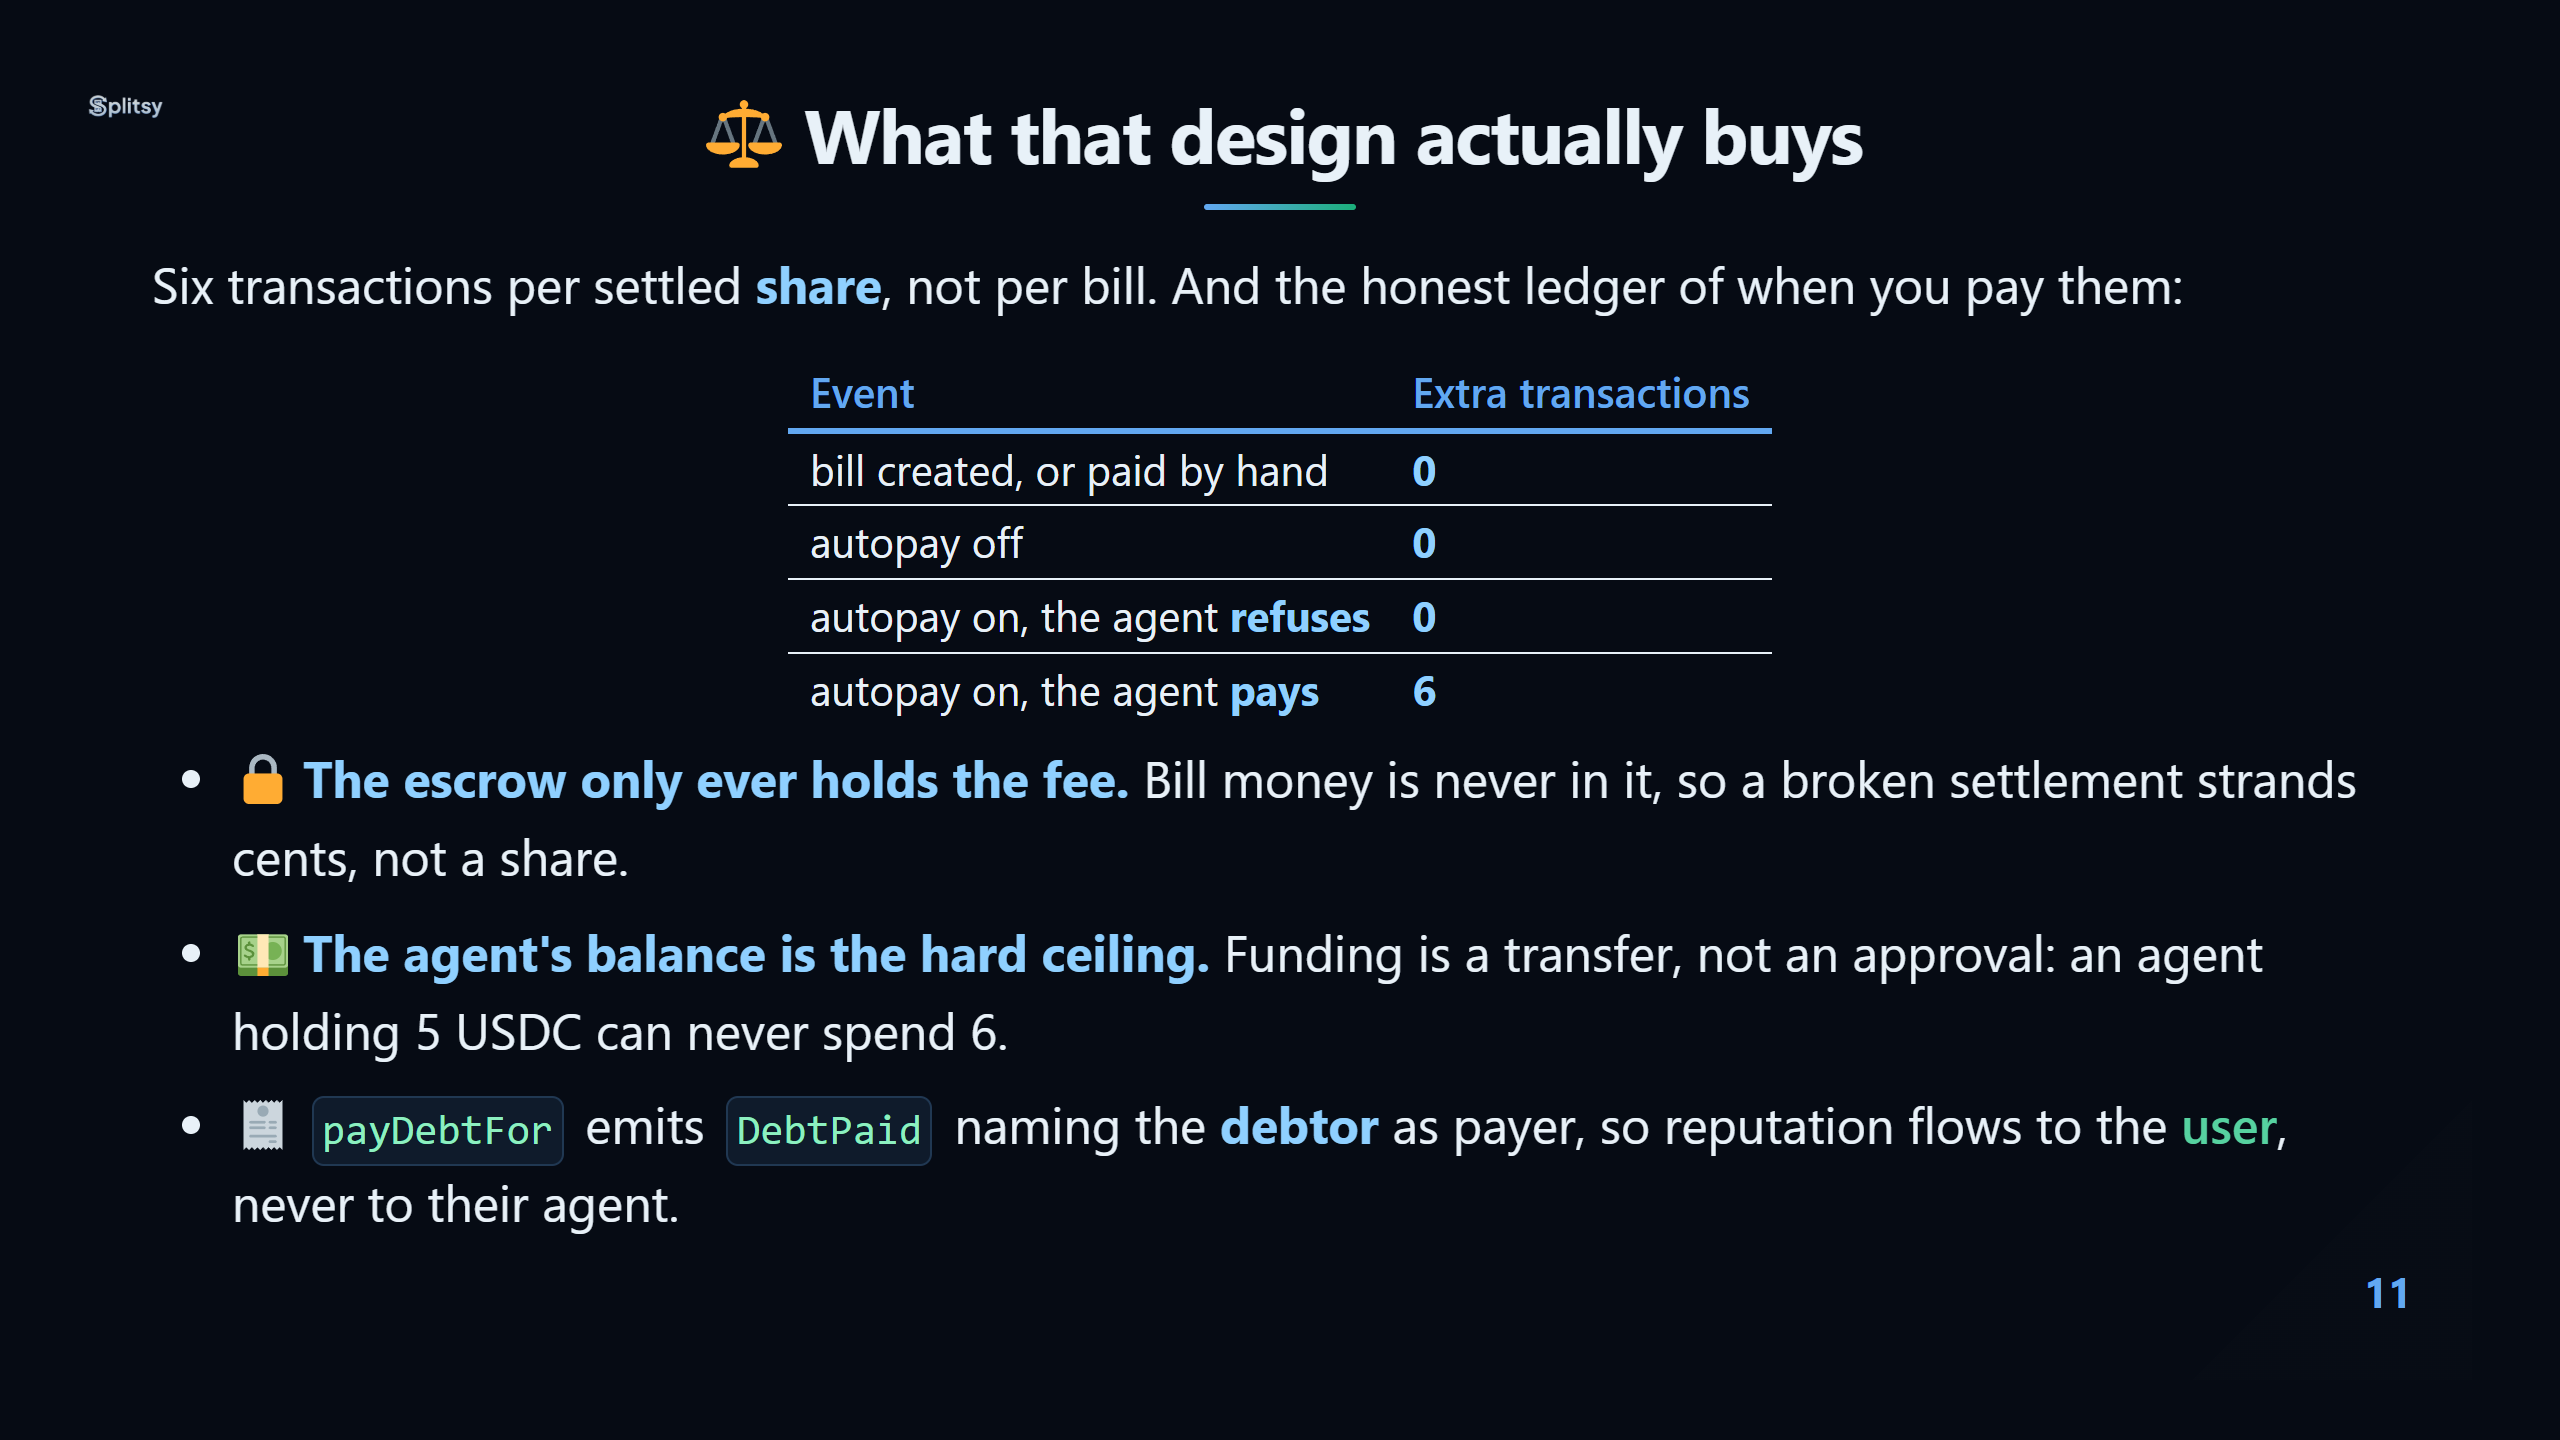 Splitsy
⚖️ What that design actually buys
Six transactions per settled share, not per bill. And the honest ledger of when you pay them:
Event Extra transactions
bill created, or paid by hand 0
autopay off 0
autopay on, the agent refuses 0
autopay on, the agent pays 6
• 🔒 The escrow only ever holds the fee. Bill money is never in it, so a broken settlement strands
cents, not a share.
• 💵 The agent's balance is the hard ceiling. Funding is a transfer, not an approval: an agent
holding 5 USDC can never spend 6.
• 🧾 payDebtFor emits DebtPaid naming the debtor as payer, so reputation flows to the user,
never to their agent.
11